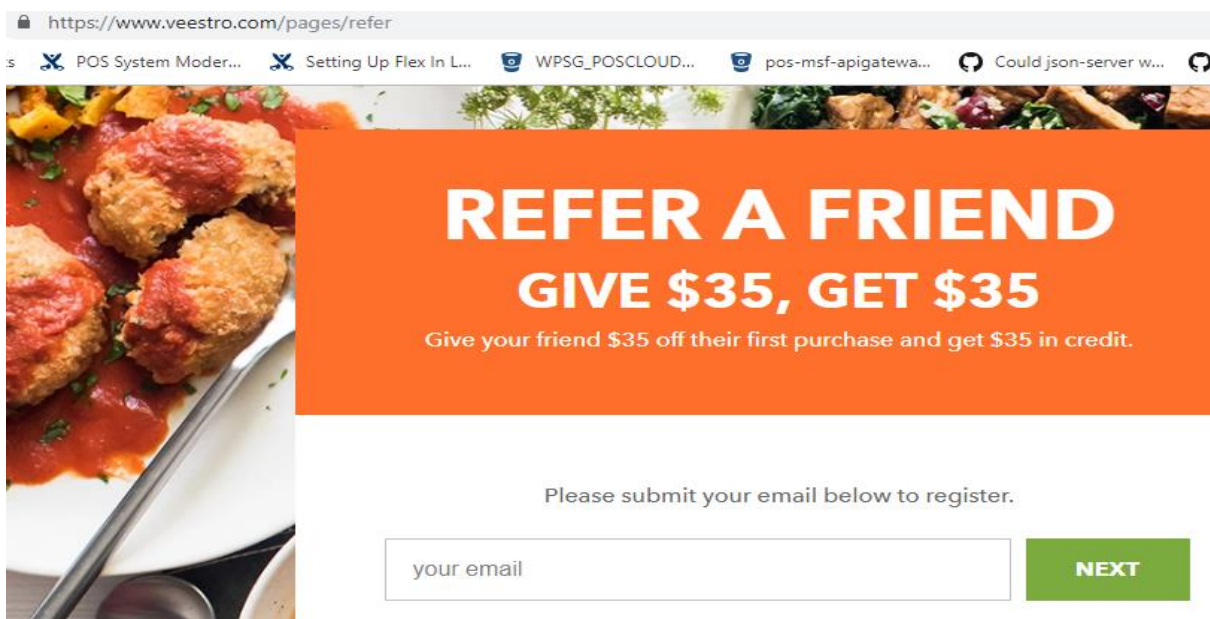 https://www.veestro.com/pages/refer
s POS System Moder... Setting Up Flex In L... WPSG_POSCLOUD... pos-msf-apigatewa... Could json-server w...
REFER A FRIEND
GIVE $35, GET $35
Give your friend $35 off their first purchase and get $35 in credit.
Please submit your email below to register.
your email NEXT